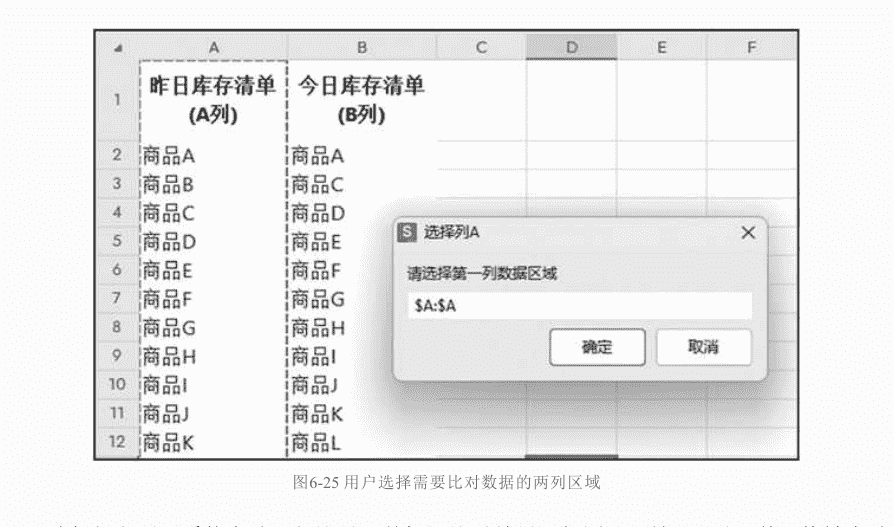 A B C D E F
1 昨日库存清单 今日库存清单
(A列) (B列)
2 商品A 商品A
3 商品B 商品C
4 商品C 商品D
5 商品D 商品E
6 商品E 商品F
7 商品F 商品G
8 商品G 商品H
9 商品H 商品I
10 商品I 商品J
11 商品J 商品K
12 商品K 商品L
S 选择列A
请选择第一列数据区域
$A:$A
确定 取消
图6-25 用户选择需要比对数据的两列区域